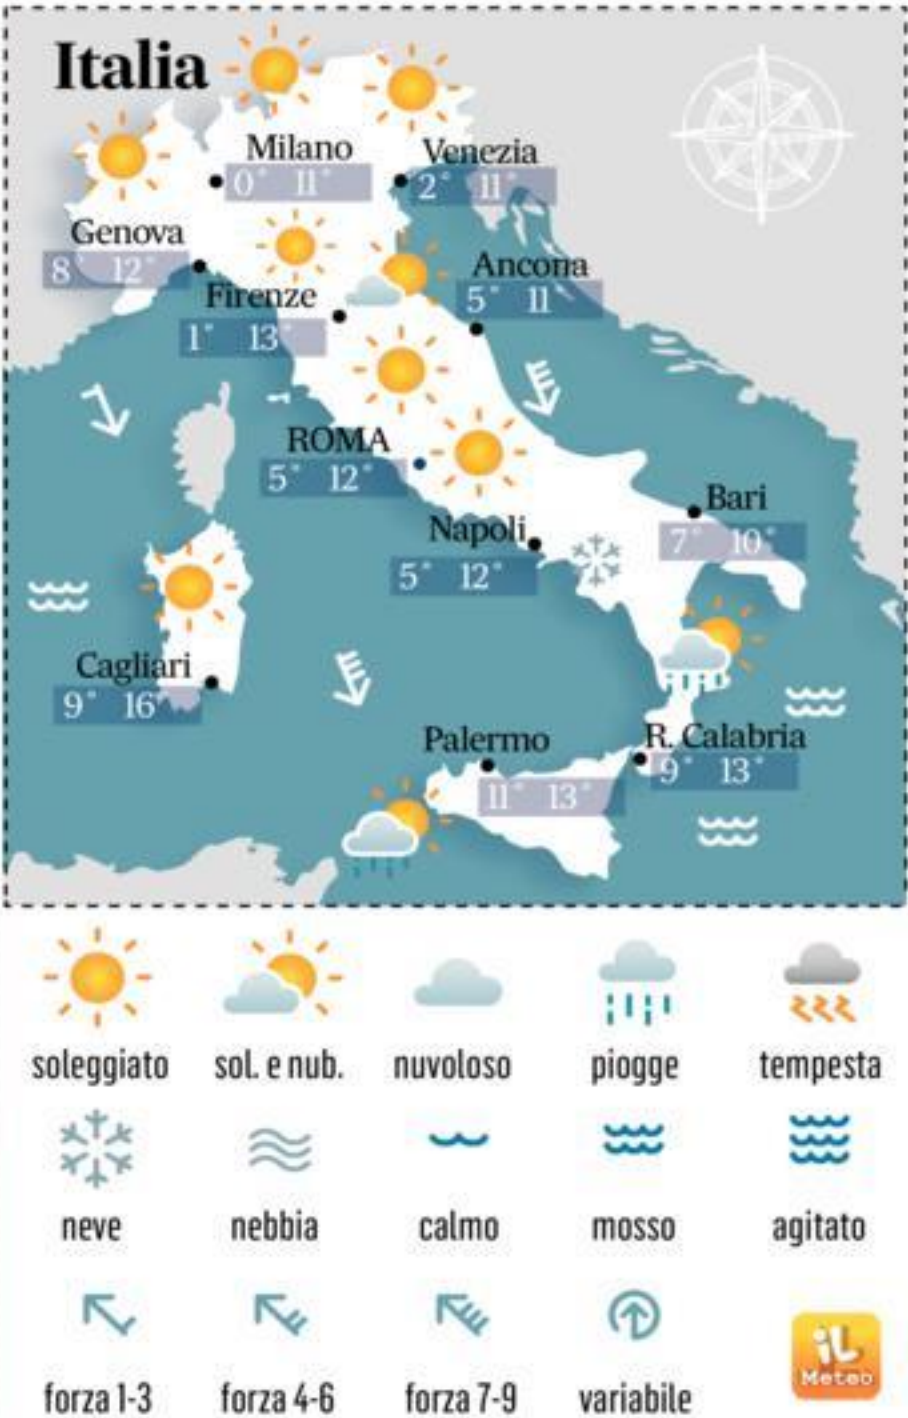 Italia
Milano
0° 11°
Venezia
2° 11°
Genova
8° 12°
Ancona
5° 11°
Firenze
1° 13°
ROMA
5° 12°
Bari
7° 10°
Napoli
5° 12°
Cagliari
9° 16°
Palermo
11° 13°
R. Calabria
9° 13°
soleggiato sol. e nub. nuvoloso piogge tempesta
neve nebbia calmo mosso agitato
iL
Meteo
forza 1-3 forza 4-6 forza 7-9 variabile